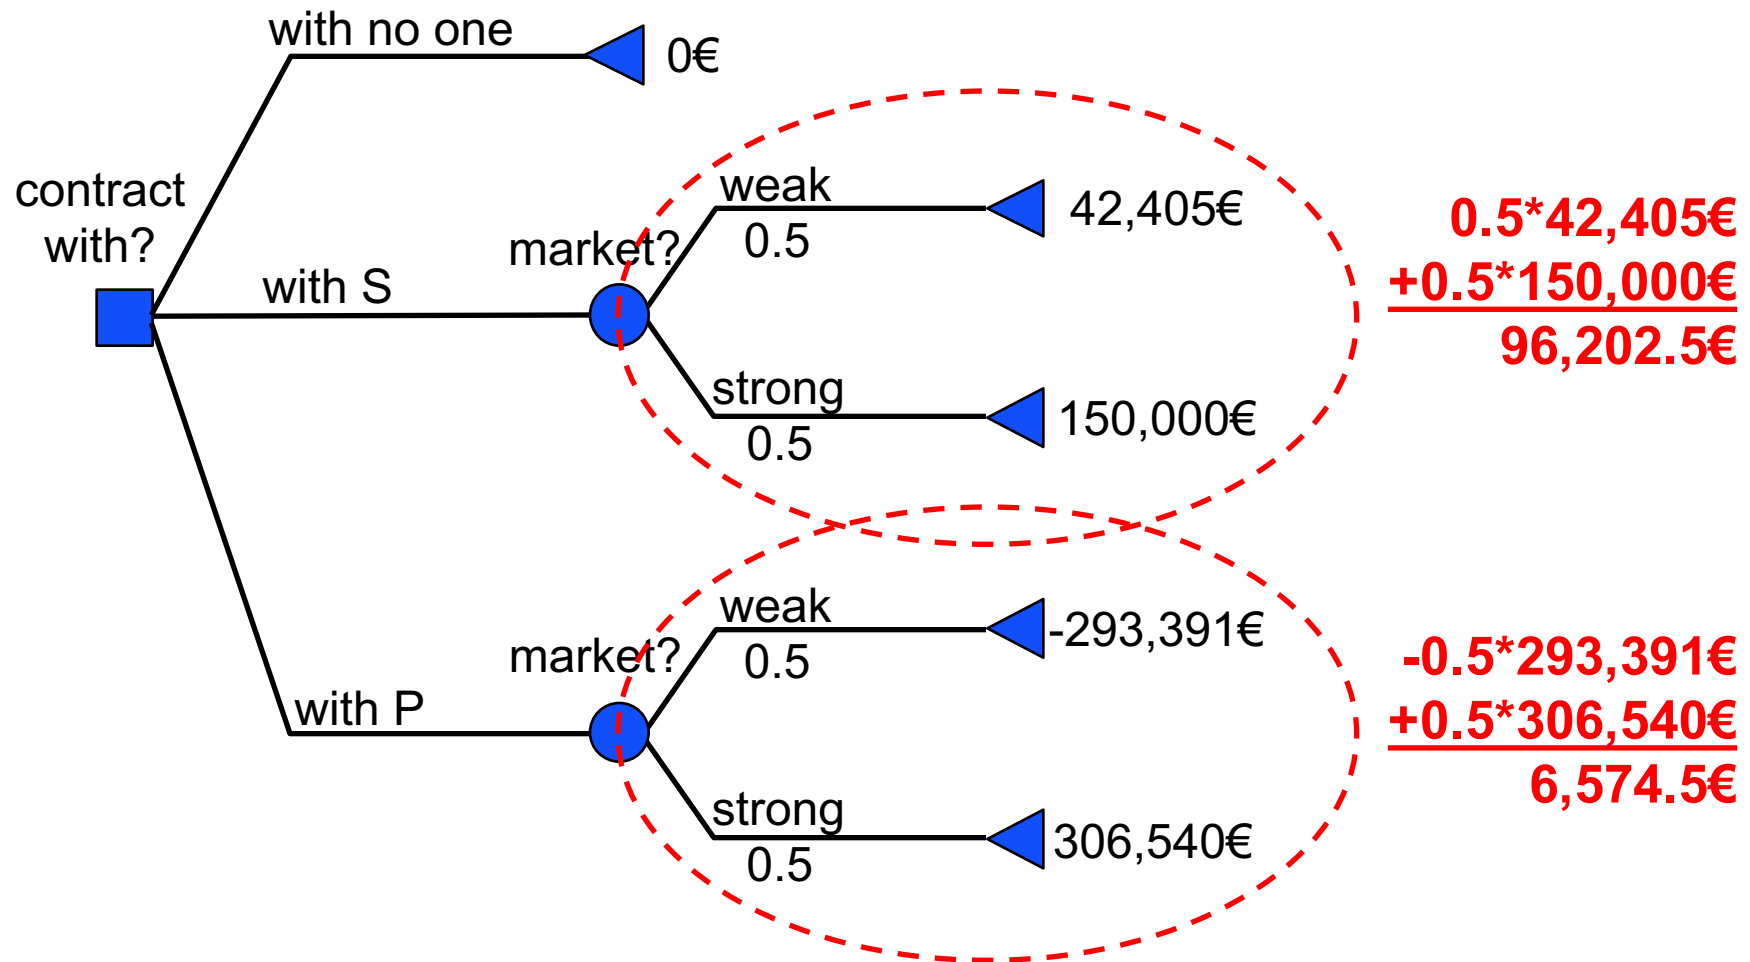 with no one
0€
contract
with?
with S
market?
weak
0.5
42,405€
strong
0.5
150,000€
0.5*42,405€
+0.5*150,000€
96,202.5€
with P
market?
weak
0.5
-293,391€
strong
0.5
306,540€
-0.5*293,391€
+0.5*306,540€
6,574.5€